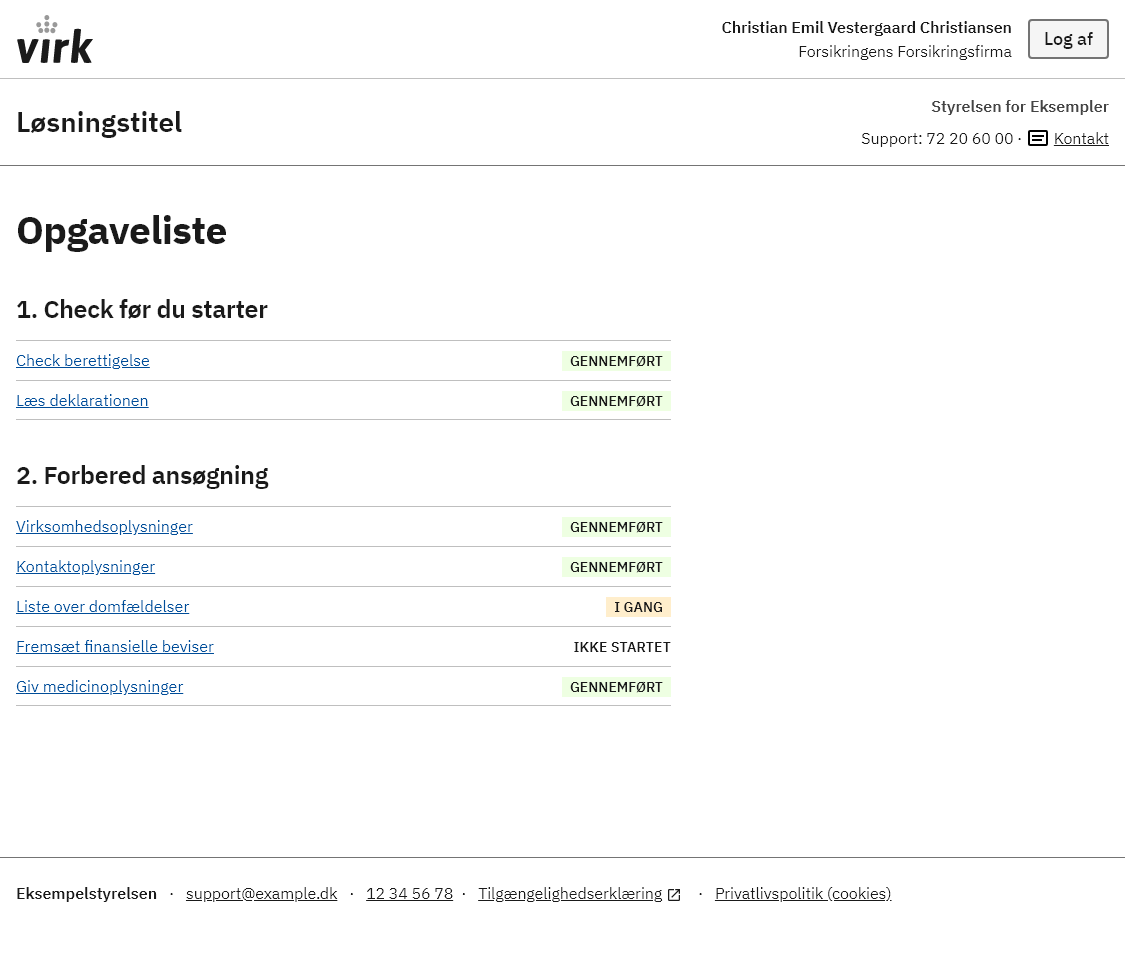 virk
Christian Emil Vestergaard Christiansen
Forsikringens Forsikringsfirma
Log af
Løsningstitel
Styrelsen for Eksempler
Support: 72 20 60 00 · Kontakt
Opgaveliste
1. Check før du starter
Check berettigelse GENNEMFØRT
Læs deklarationen GENNEMFØRT
2. Forbered ansøgning
Virksomhedsoplysninger GENNEMFØRT
Kontaktoplysninger GENNEMFØRT
Liste over domfældelser I GANG
Fremsæt finansielle beviser IKKE STARTET
Giv medicinoplysninger GENNEMFØRT
Eksempelstyrelsen · support@example.dk · 12 34 56 78 · Tilgængelighedserklæring · Privatlivspolitik (cookies)